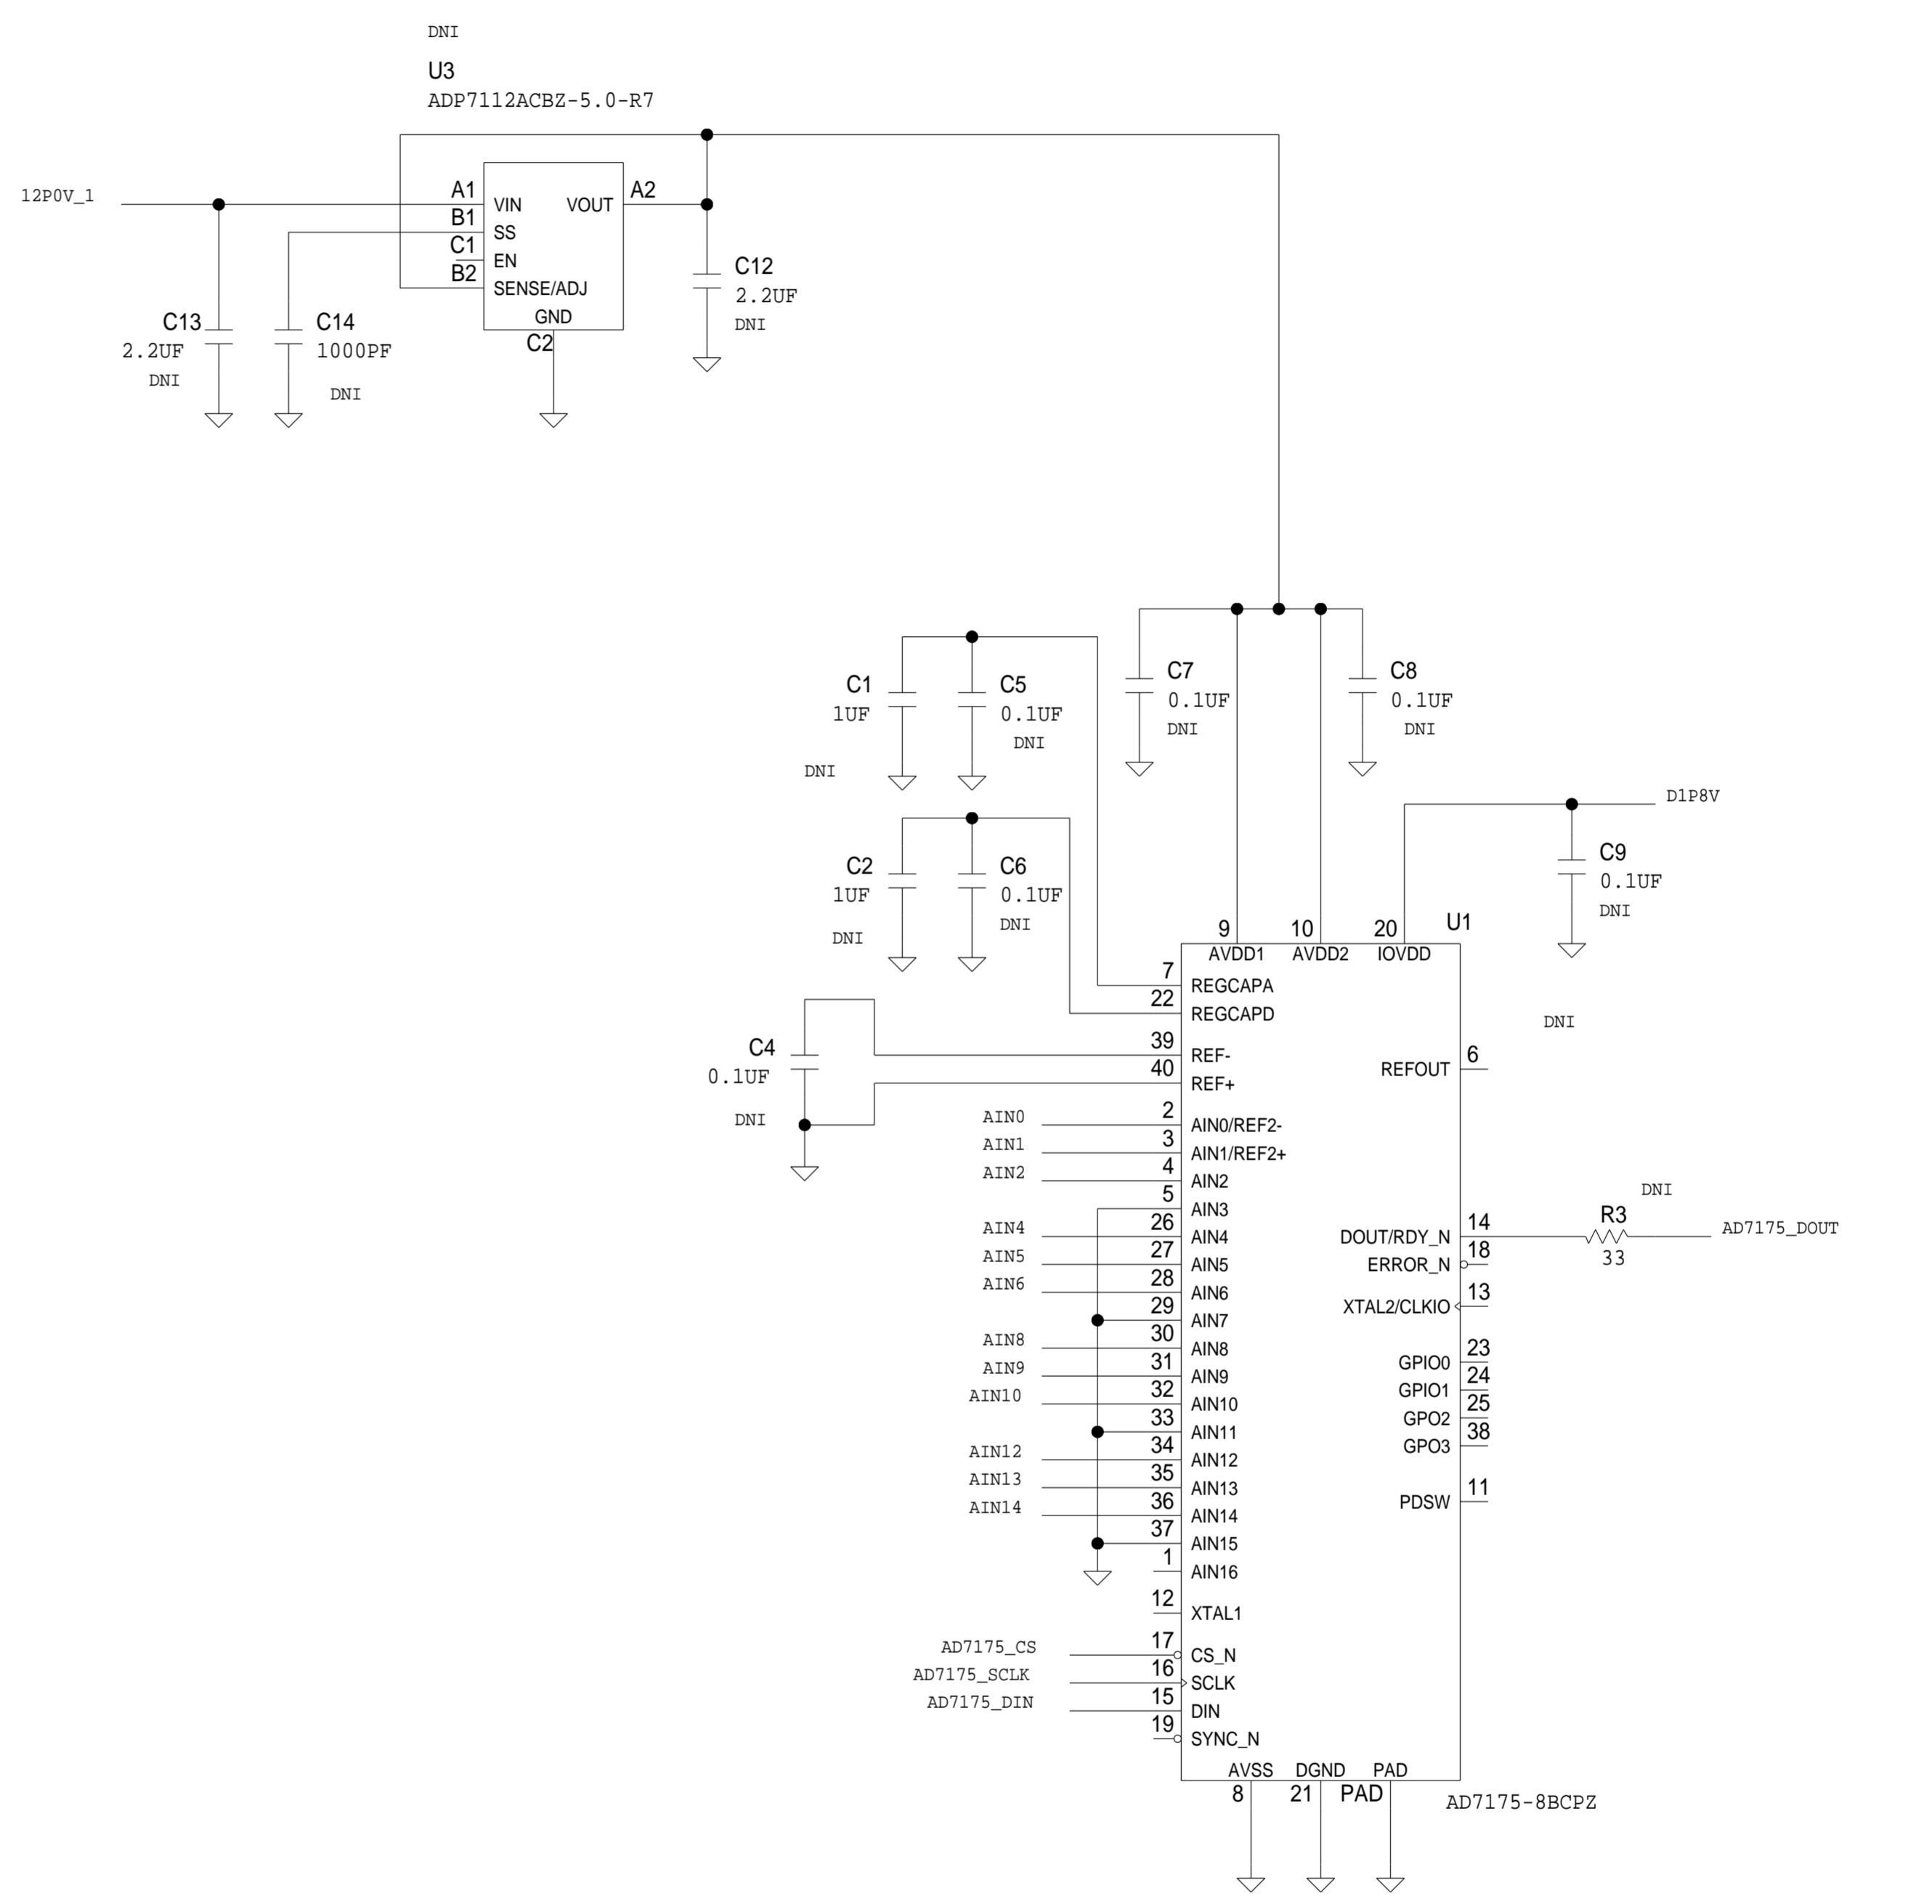 DNI
U3
ADP7112ACBZ-5.0-R7
12P0V_1
A1
VIN
VOUT
A2
B1
SS
C1
EN
B2
SENSE/ADJ
GND
C2
C12
2.2UF
DNI
C13
2.2UF
DNI
C14
1000PF
DNI
C1
1UF
DNI
C5
0.1UF
DNI
C7
0.1UF
DNI
C8
0.1UF
DNI
D1P8V
C2
1UF
DNI
C6
0.1UF
DNI
C9
0.1UF
DNI
U1
9
10
20
AVDD1
AVDD2
IOVDD
7
REGCAPA
22
REGCAPD
DNI
C4
0.1UF
DNI
39
REF-
40
REF+
REFOUT
6
AIN0
2
AIN0/REF2-
AIN1
3
AIN1/REF2+
AIN2
4
AIN2
5
AIN3
AIN4
26
AIN4
AIN5
27
AIN5
AIN6
28
AIN6
29
AIN7
AIN8
30
AIN8
AIN9
31
AIN9
AIN10
32
AIN10
33
AIN11
AIN12
34
AIN12
AIN13
35
AIN13
AIN14
36
AIN14
37
AIN15
1
AIN16
12
XTAL1
AD7175_CS
17
CS_N
AD7175_SCLK
16
SCLK
AD7175_DIN
15
DIN
19
SYNC_N
DNI
R3
33
AD7175_DOUT
DOUT/RDY_N
14
ERROR_N
18
XTAL2/CLKIO
13
GPIO0
23
GPIO1
24
GPO2
25
GPO3
38
PDSW
11
AVSS
DGND
PAD
8
21
PAD
AD7175-8BCPZ